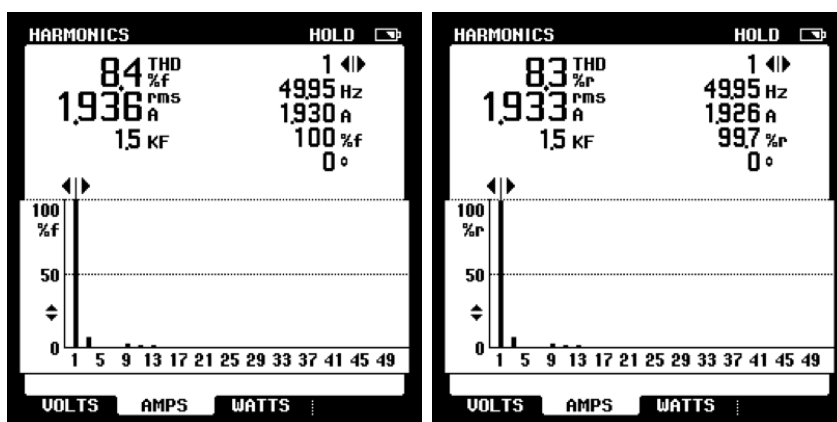 HARMONICS HOLD
8.4 THD %f 1
1.936 rms A 49.95 Hz
1.930 A
1.5 KF 100 %f
0 °
100
%f
50
0
1 5 9 13 17 21 25 29 33 37 41 45 49
VOLTS AMPS WATTS
HARMONICS HOLD
8.3 THD %r 1
1.933 rms A 49.95 Hz
1.926 A
1.5 KF 99.7 %r
0 °
100
%r
50
0
1 5 9 13 17 21 25 29 33 37 41 45 49
VOLTS AMPS WATTS